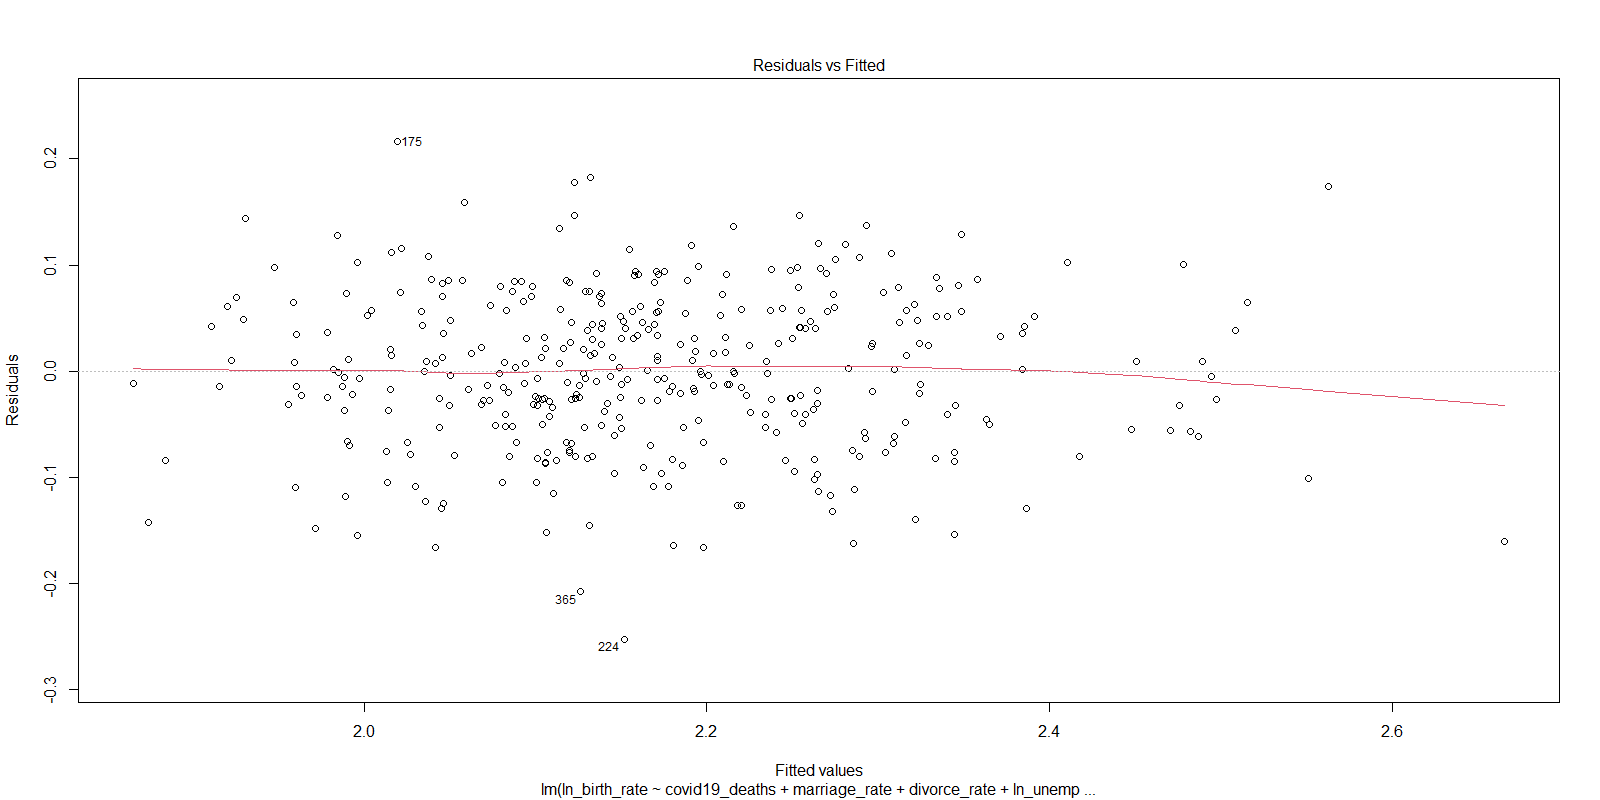 Residuals vs Fitted
Residuals
0.2
0.1
0.0
-0.1
-0.2
-0.3
175
365
224
2.0 2.2 2.4 2.6
Fitted values
lm(ln_birth_rate ~ covid19_deaths + marriage_rate + divorce_rate + ln_unemp ...